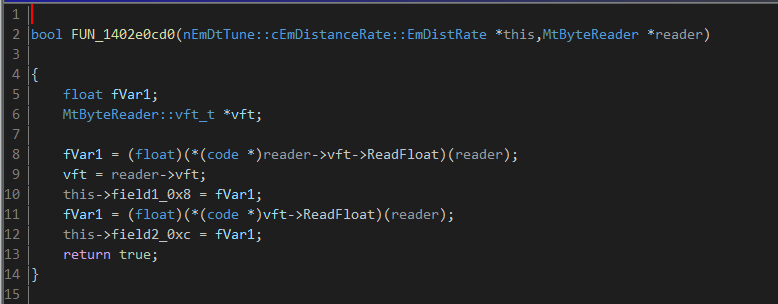 1
2 bool FUN_1402e0cd0(nEmDtTune::cEmDistanceRate::EmDistRate *this,MtByteReader *reader)
3
4 {
5 float fVar1;
6 MtByteReader::vft_t *vft;
7
8 fVar1 = (float)(*(code *)reader->vft->ReadFloat)(reader);
9 vft = reader->vft;
10 this->field1_0x8 = fVar1;
11 fVar1 = (float)(*(code *)vft->ReadFloat)(reader);
12 this->field2_0xc = fVar1;
13 return true;
14 }
15